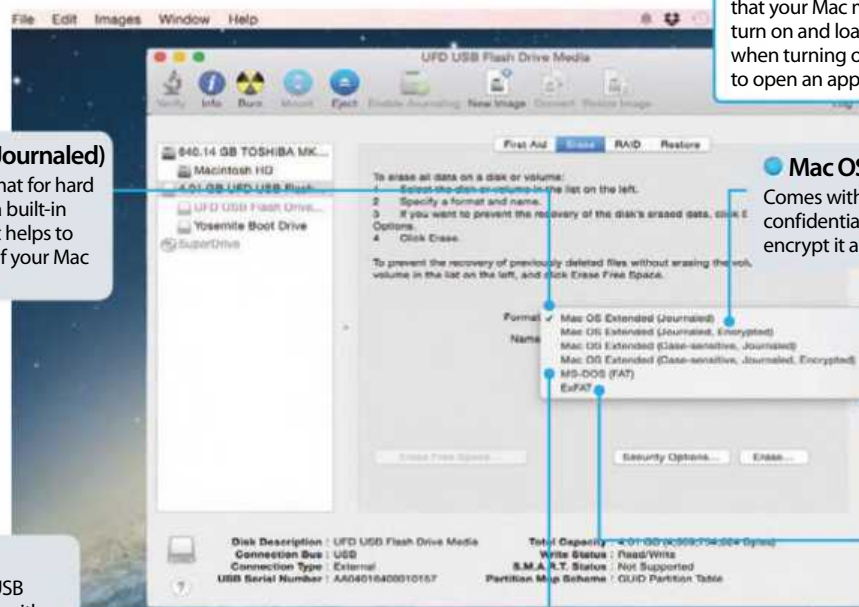 File Edit Images Window Help
that your Mac
turn on and
when turning
to open an
UFD USB Flash Drive Media
Verify Info Burn Mount Eject Enable Journaling New Image Convert Resize Image
Journaled)
mat for hard
built-in
helps to
f your Mac
640.14 GB TOSHIBA MK...
Macintosh HD
4.01 GB UFD USB Flash...
UFD USB Flash Drive...
Yosemite Boot Drive
SuperDrive
First Aid Erase RAID Restore
To erase all data on a disk or volume:
1 Select the disk or volume in the list on the left.
2 Specify a format and name.
3 If you want to prevent the recovery of the disk's erased data, click
Options.
4 Click Erase.
To prevent the recovery of previously deleted files without erasing the
volume in the list on the left, and click Erase Free Space.
Mac OS
Comes with
confidential
encrypt it
Format
Mac OS Extended (Journaled)
Mac OS Extended (Journaled, Encrypted)
Mac OS Extended (Case-sensitive, Journaled)
Mac OS Extended (Case-sensitive, Journaled, Encrypted)
MS-DOS (FAT)
ExFAT
Name
Erase Free Space... Security Options... Erase...
Disk Description : UFD USB Flash Drive Media
Connection Bus : USB
Connection Type : External
USB Serial Number : AA04016400010157
Total Capacity : 4.01 GB
Write Status : Read/Write
S.M.A.R.T. Status : Not Supported
Partition Map Scheme : GUID Partition Table
USB